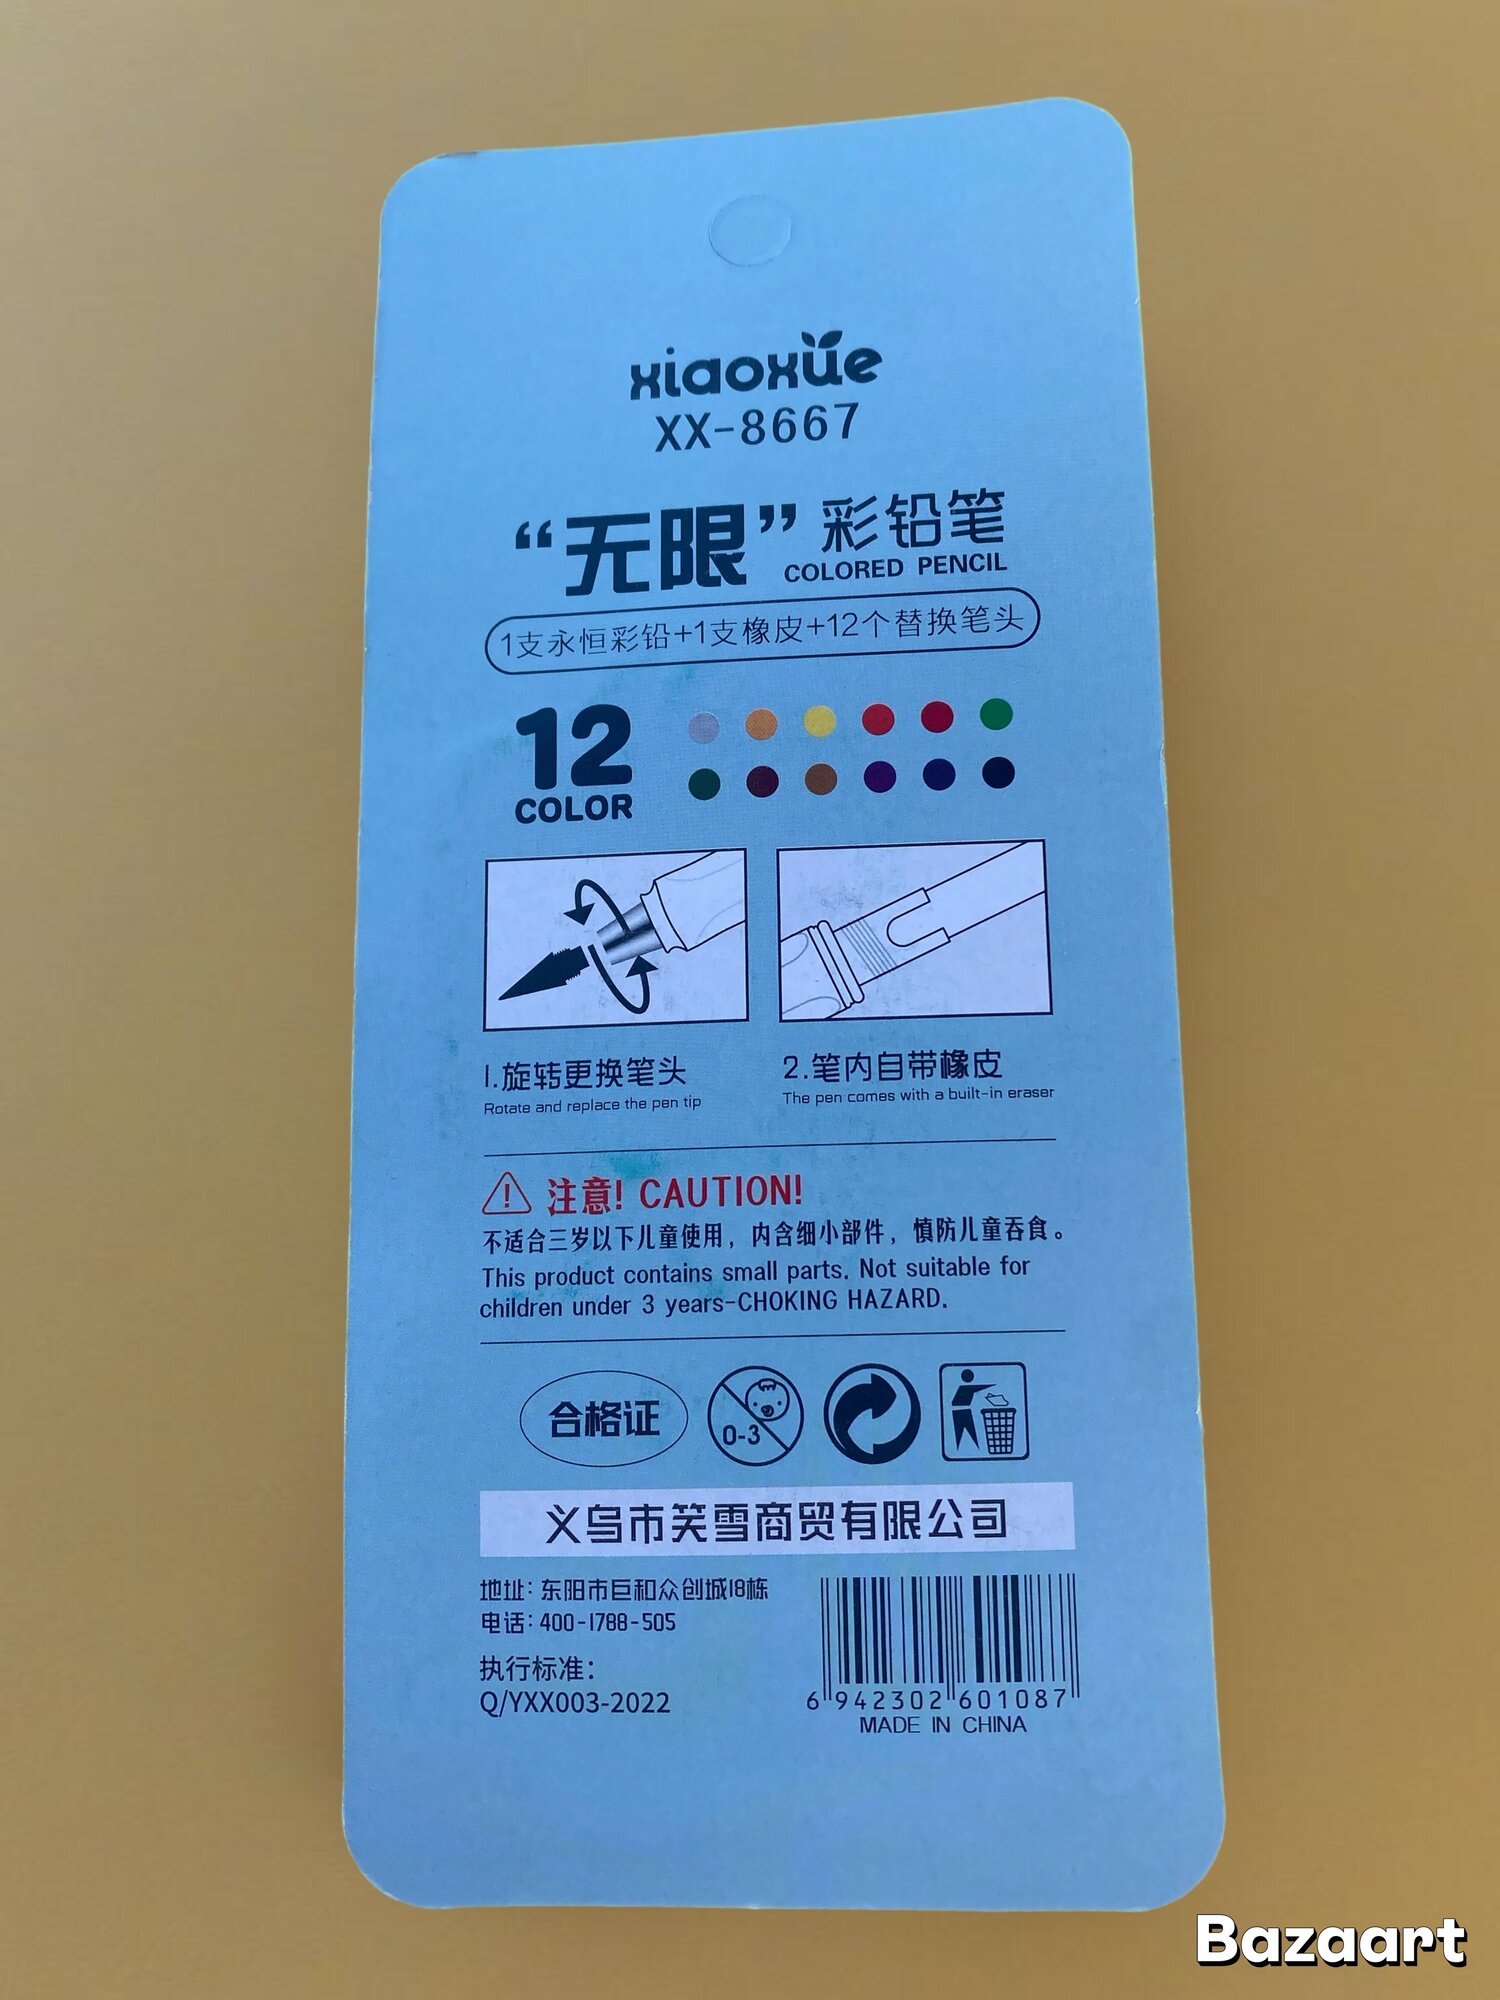 xiaoxüe
XX-8667
“无限”彩铅笔
COLORED PENCIL
1支永恒彩铅+1支橡皮+12个替换笔头
12
COLOR
1.旋转更换笔头
Rotate and replace the pen tip
2.笔内自带橡皮
The pen comes with a built-in eraser
注意! CAUTION!
不适合三岁以下儿童使用，内含细小部件，慎防儿童吞食。
This product contains small parts. Not suitable for
children under 3 years-CHOKING HAZARD.
合格证
0-3
义乌市笑雪商贸有限公司
地址：东阳市巨和众创城18栋
电话：400-1788-505
执行标准：
Q/YXX003-2022
6 942302 601087
MADE IN CHINA
Bazaart